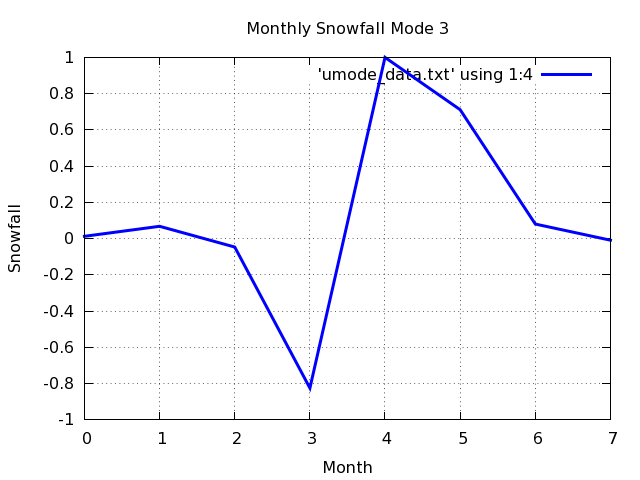 Monthly Snowfall Mode 3
'umode_data.txt' using 1:4
1
0.8
0.6
0.4
0.2
0
-0.2
-0.4
-0.6
-0.8
-1
Snowfall
0 1 2 3 4 5 6 7
Month